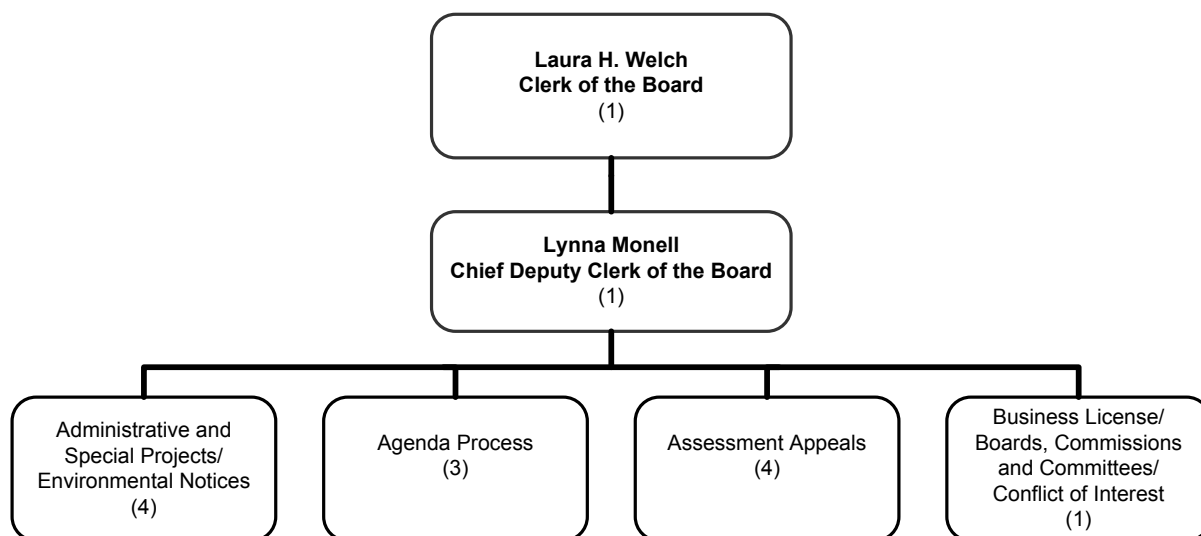 Laura H. Welch
Clerk of the Board
(1)
Lynna Monell
Chief Deputy Clerk of the Board
(1)
Administrative and
Special Projects/
Environmental Notices
(4)
Agenda Process
(3)
Assessment Appeals
(4)
Business License/
Boards, Commissions
and Committees/
Conflict of Interest
(1)